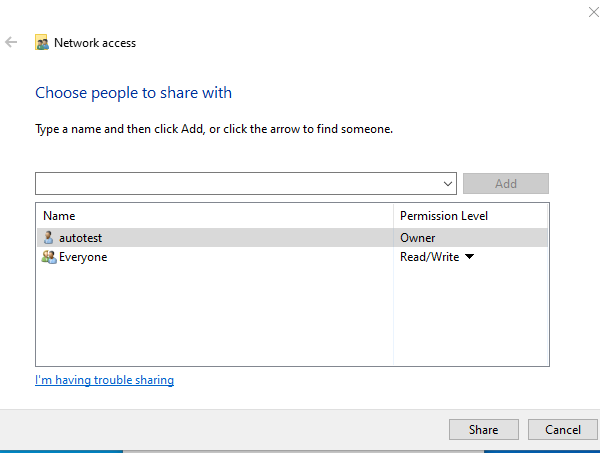 Network access
Choose people to share with
Type a name and then click Add, or click the arrow to find someone.
Add
Name Permission Level
autotest Owner
Everyone Read/Write
I'm having trouble sharing
Share Cancel